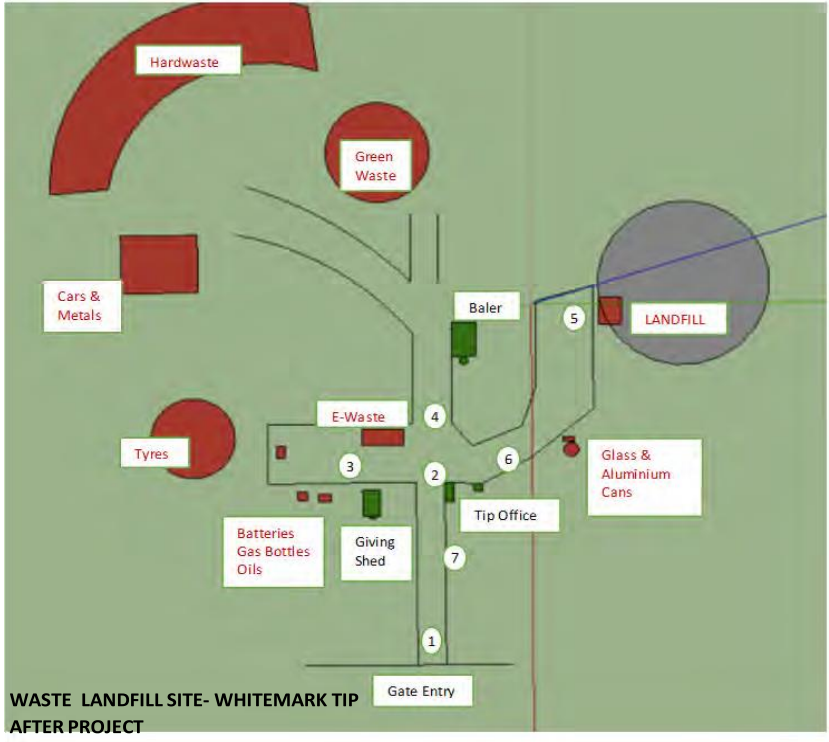 Hardwaste
Green
Waste
Cars &
Metals
Baler
5
LANDFILL
E-Waste
4
Tyres
3
2
6
Glass &
Aluminium
Cans
Tip Office
Batteries
Gas Bottles
Oils
Giving
Shed
7
1
Gate Entry
WASTE LANDFILL SITE- WHITEMARK TIP
AFTER PROJECT